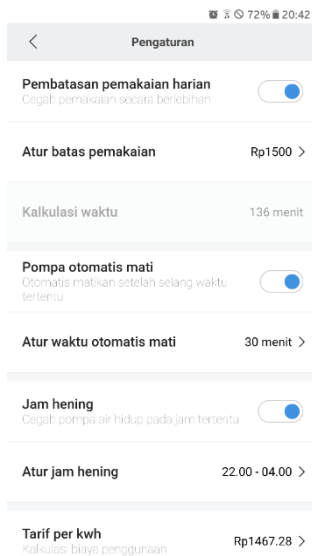 72% 20:42
Pengaturan
Pembatasan pemakaian harian
Cegah pemakaian secara berlebihan
Atur batas pemakaian Rp1500 >
Kalkulasi waktu 136 menit
Pompa otomatis mati
Otomatis matikan setelah selang waktu
tertentu
Atur waktu otomatis mati 30 menit >
Jam hening
Cegah pompa air hidup pada jam tertentu
Atur jam hening 22.00 - 04.00 >
Tarif per kwh Rp1467.28 >
Kalkulasi biaya penggunaan